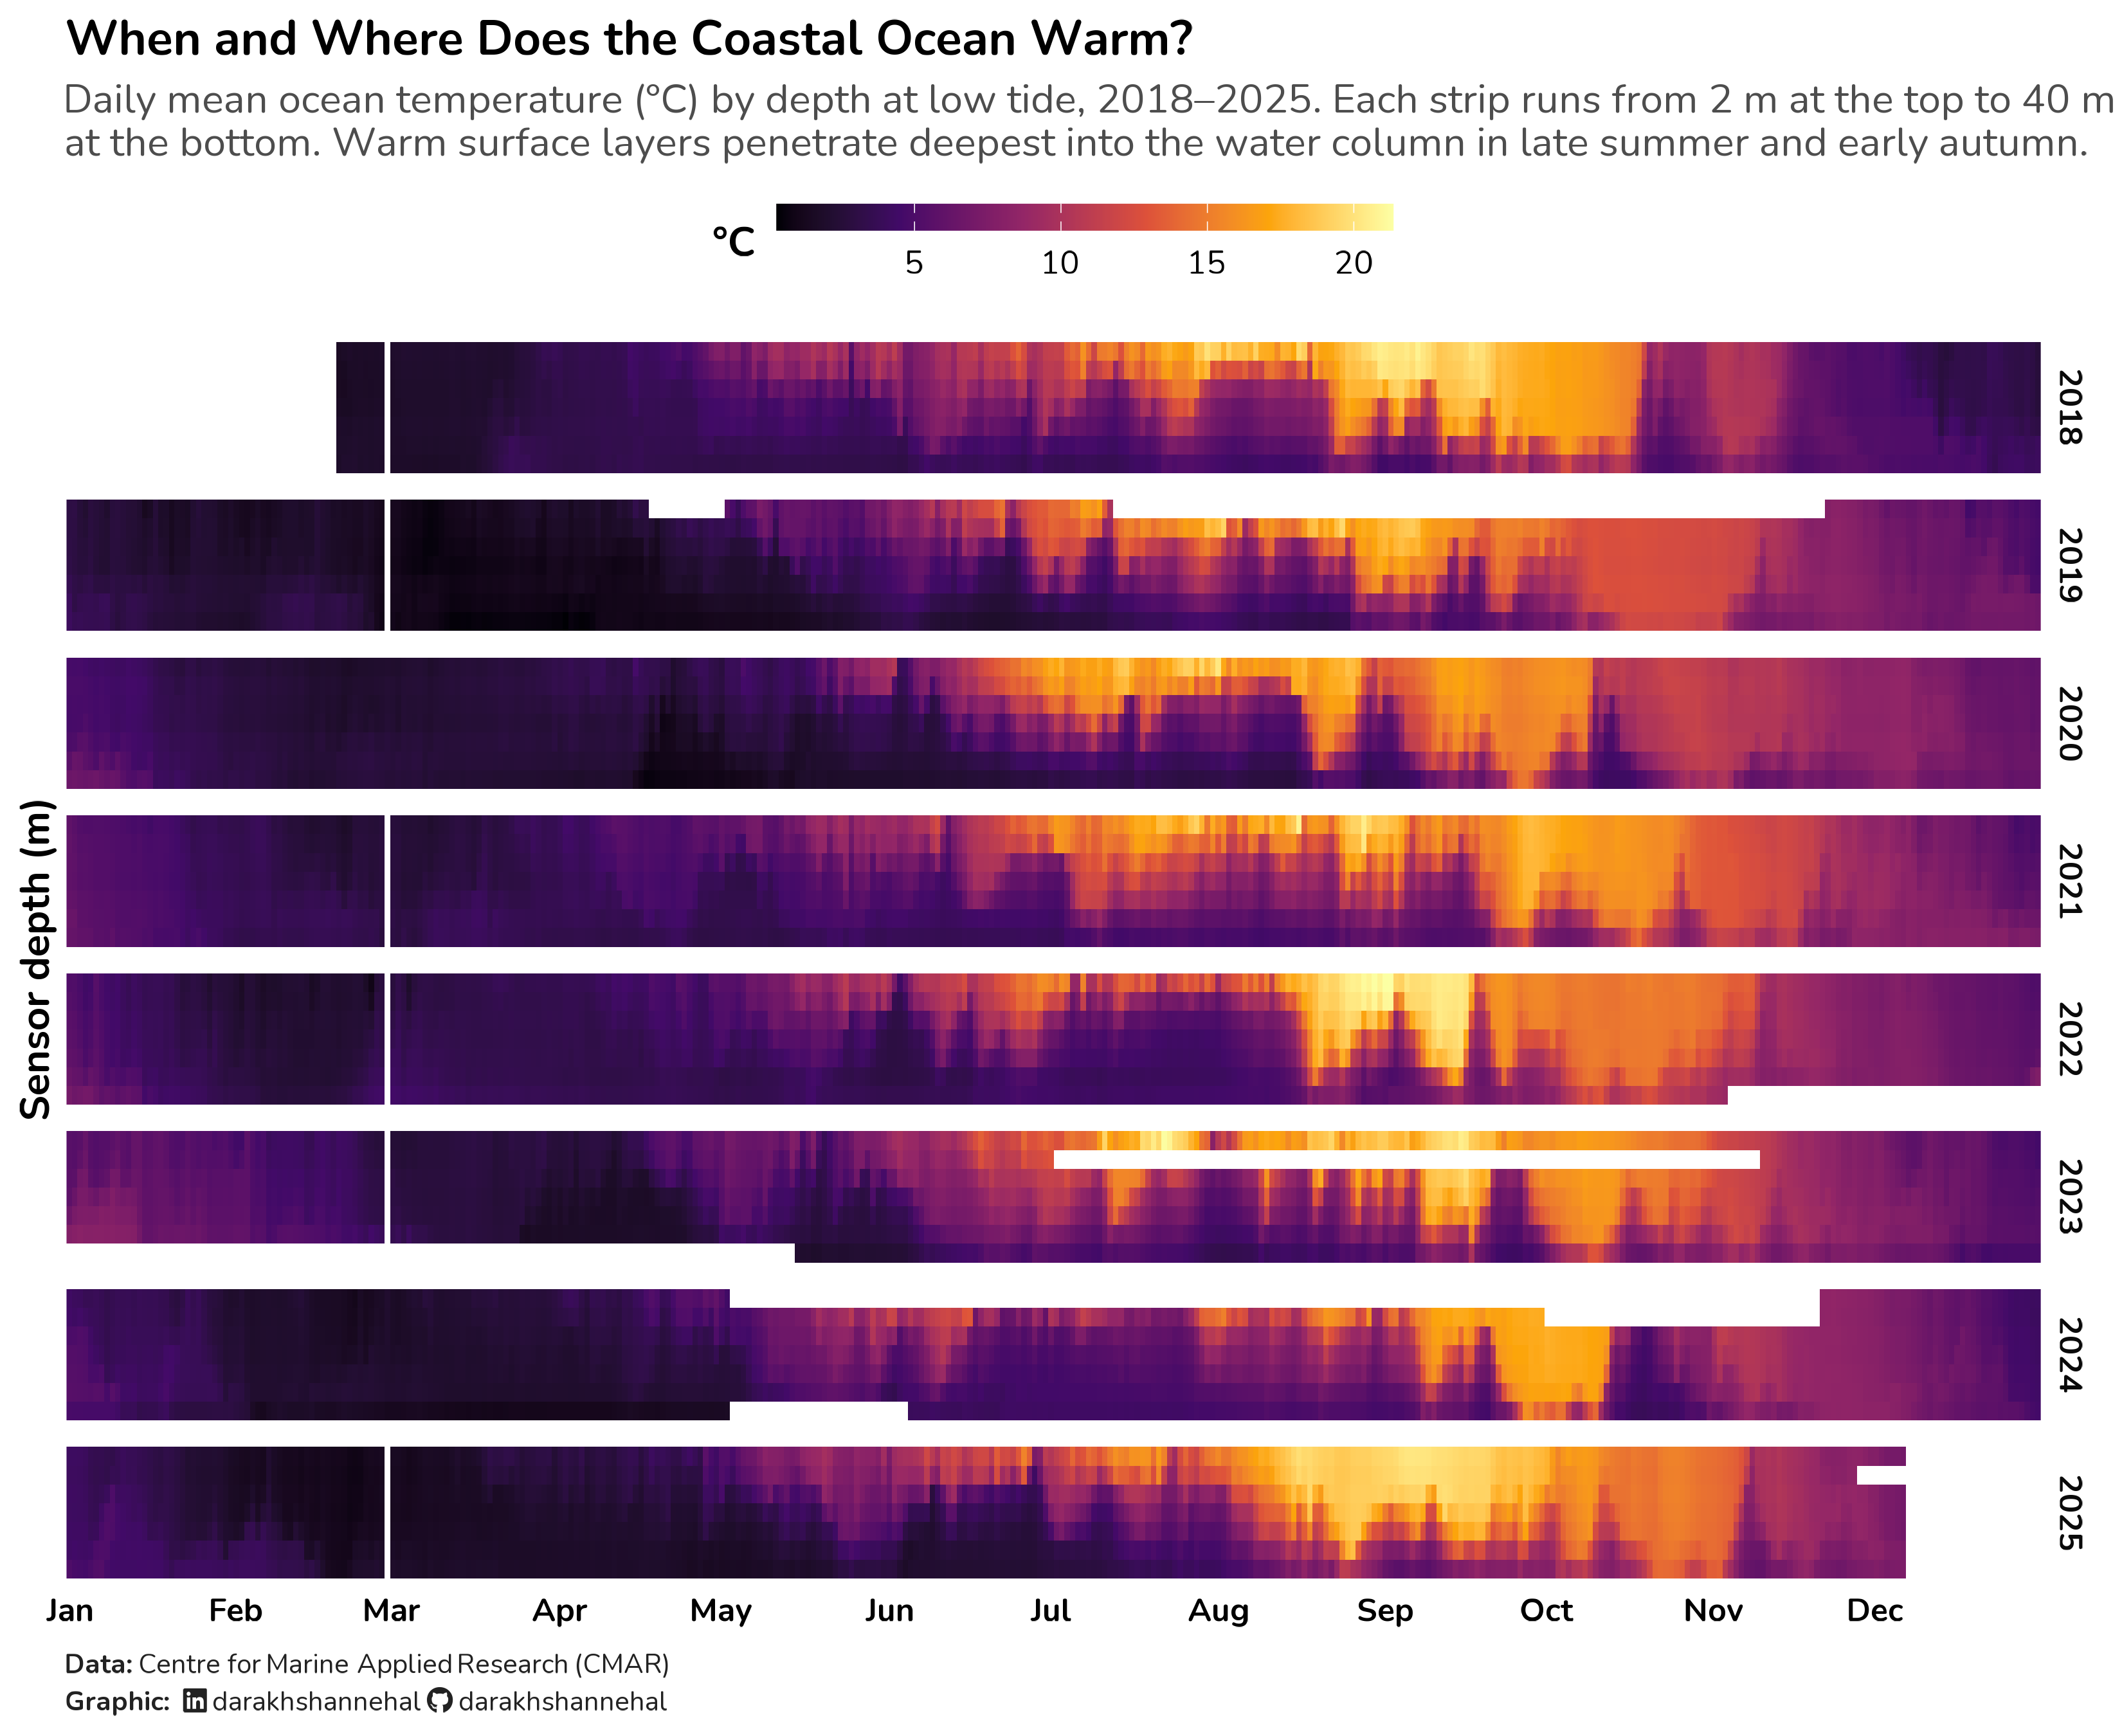 When and Where Does the Coastal Ocean Warm?
Daily mean ocean temperature (°C) by depth at low tide, 2018–2025. Each strip runs from 2 m at the top to 40 m
at the bottom. Warm surface layers penetrate deepest into the water column in late summer and early autumn.
°C
5 10 15 20
Sensor depth (m)
2018
2019
2020
2021
2022
2023
2024
2025
Jan Feb Mar Apr May Jun Jul Aug Sep Oct Nov Dec
Data: Centre for Marine Applied Research (CMAR)
Graphic: darakhshannehal darakhshannehal